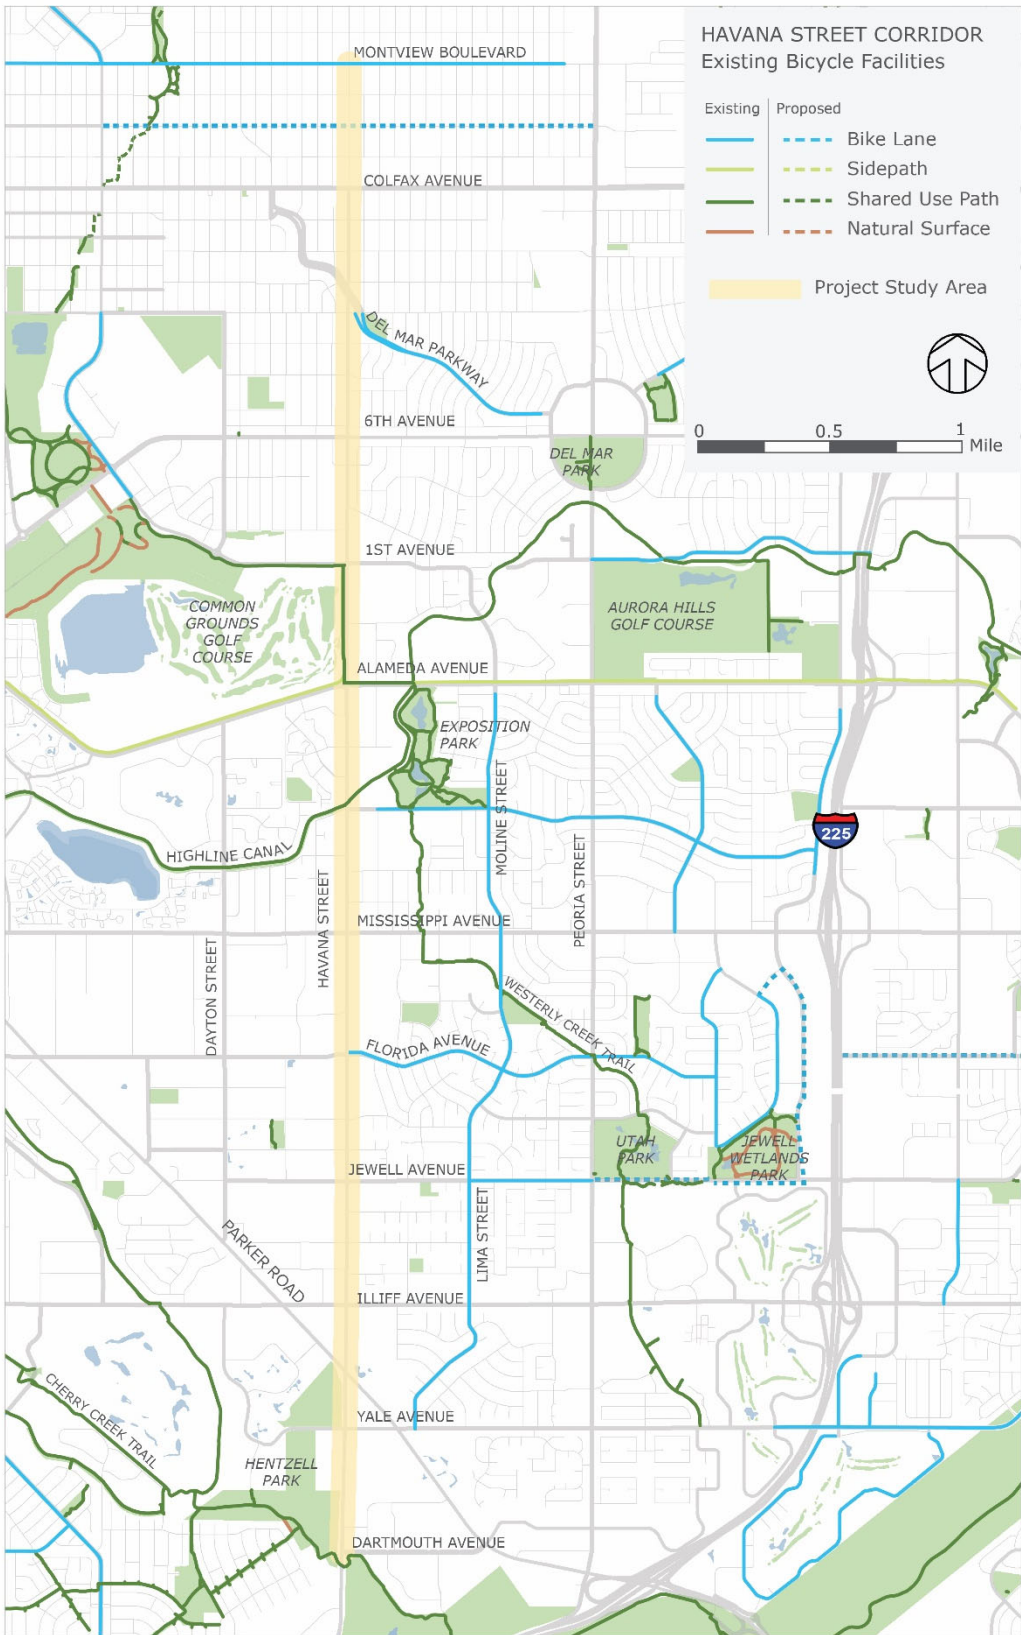 HAVANA STREET CORRIDOR
Existing Bicycle Facilities
Existing Proposed
Bike Lane
Sidepath
Shared Use Path
Natural Surface
Project Study Area
0 0.5 1
Mile
MONTVIEW BOULEVARD
COLFAX AVENUE
DEL MAR PARKWAY
6TH AVENUE
DEL MAR
PARK
1ST AVENUE
COMMON
GROUNDS
GOLF
COURSE
AURORA HILLS
GOLF COURSE
ALAMEDA AVENUE
EXPOSITION
PARK
MOLINE STREET
225
HIGHLINE CANAL
HAVANA STREET
PEORIA STREET
MISSISSIPPI AVENUE
DAYTON STREET
WESTERLY CREEK TRAIL
FLORIDA AVENUE
UTAH
PARK
JEWELL
WETLANDS
PARK
JEWELL AVENUE
LIMA STREET
PARKER ROAD
ILLIFF AVENUE
CHERRY CREEK TRAIL
YALE AVENUE
HENTZELL
PARK
DARTMOUTH AVENUE